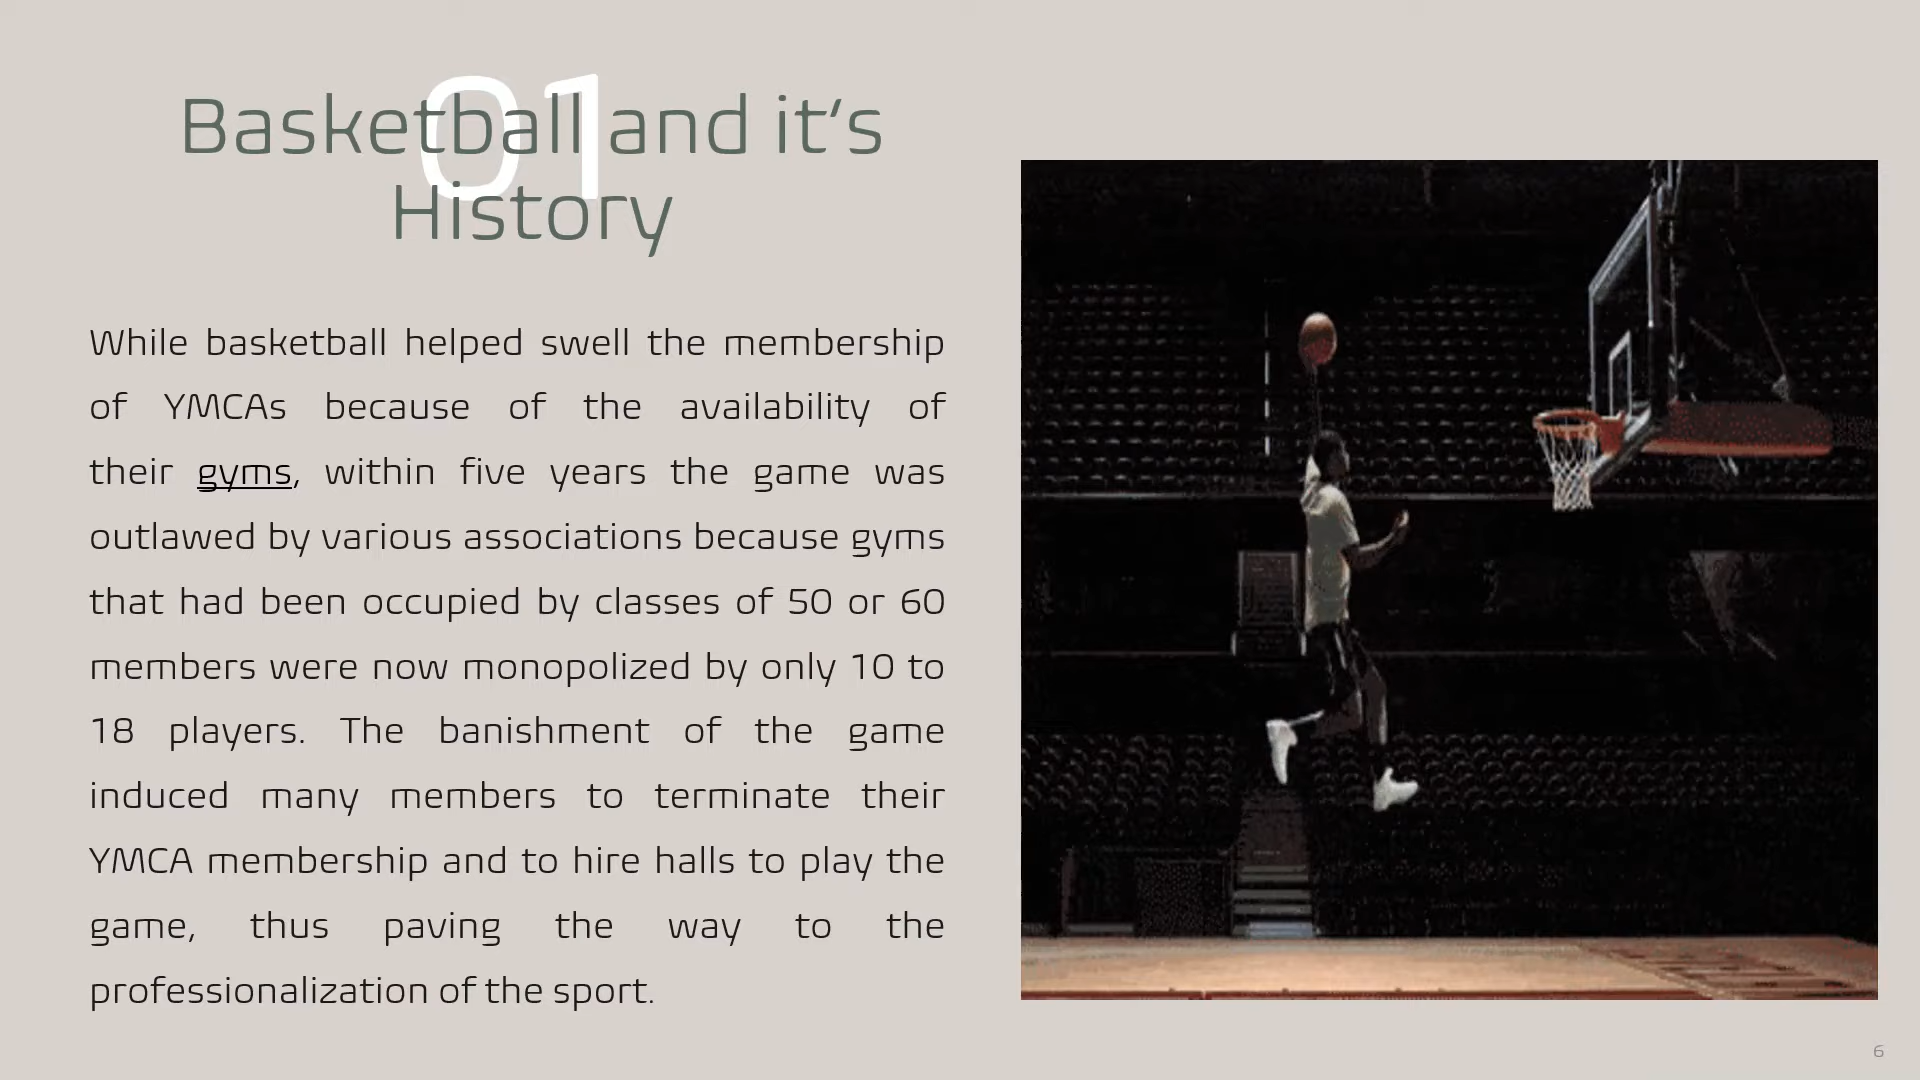 01
Basketball and it's
History
While basketball helped swell the membership
of YMCAs because of the availability of
their gyms, within five years the game was
outlawed by various associations because gyms
that had been occupied by classes of 50 or 60
members were now monopolized by only 10 to
18 players. The banishment of the game
induced many members to terminate their
YMCA membership and to hire halls to play the
game, thus paving the way to the
professionalization of the sport.
6